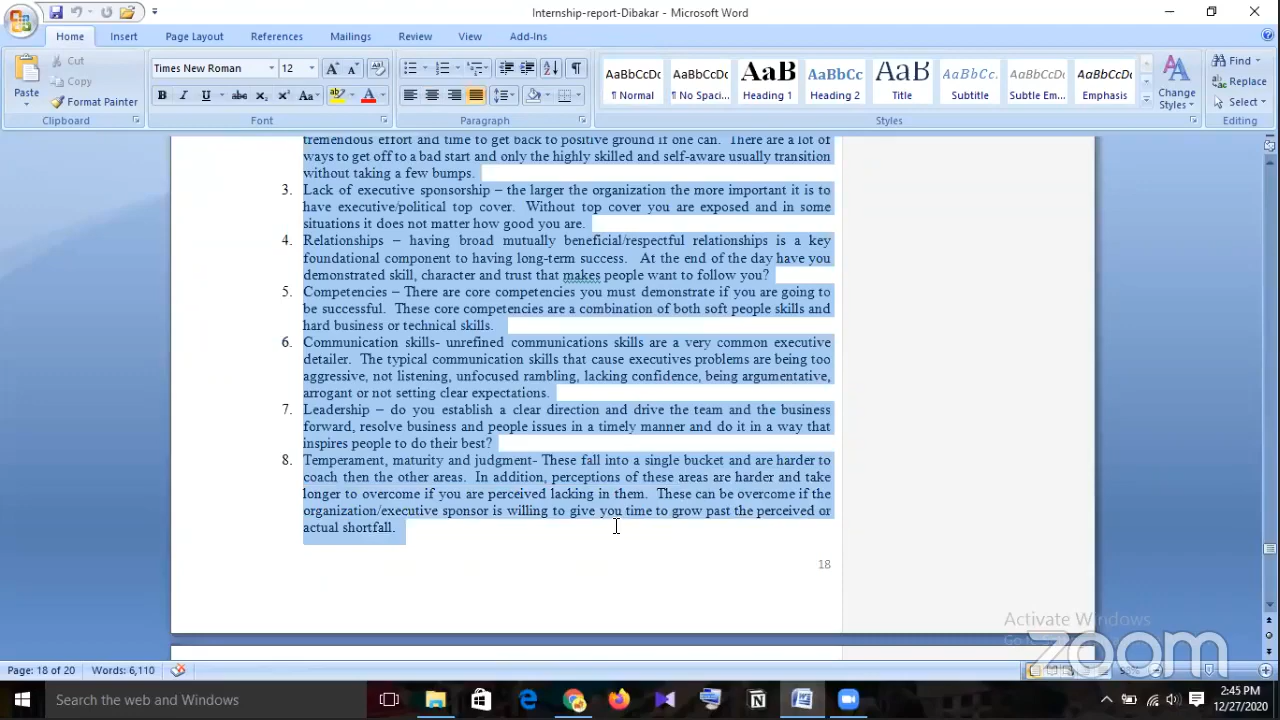 Internship-report-Dibakar - Microsoft Word
Home Insert Page Layout References Mailings Review View Add-Ins
Paste
Cut
Copy
Format Painter
Clipboard
Times New Roman 12
Font
Paragraph
AaBbCcDc AaBbCcDc AaB AaBbCc AaB AaBbCc. AaBbCcDc AaBbCcDc
¶ Normal ¶ No Spaci... Heading 1 Heading 2 Title Subtitle Subtle Em... Emphasis
Change Styles
Styles
Find
Replace
Select
Editing
tremendous effort and time to get back to positive ground if one can. There are a lot of
ways to get off to a bad start and only the highly skilled and self-aware usually transition
without taking a few bumps.
3. Lack of executive sponsorship – the larger the organization the more important it is to
have executive/political top cover. Without top cover you are exposed and in some
situations it does not matter how good you are.
4. Relationships – having broad mutually beneficial/respectful relationships is a key
foundational component to having long-term success. At the end of the day have you
demonstrated skill, character and trust that makes people want to follow you?
5. Competencies – There are core competencies you must demonstrate if you are going to
be successful. These core competencies are a combination of both soft people skills and
hard business or technical skills.
6. Communication skills- unrefined communications skills are a very common executive
detailer. The typical communication skills that cause executives problems are being too
aggressive, not listening, unfocused rambling, lacking confidence, being argumentative,
arrogant or not setting clear expectations.
7. Leadership – do you establish a clear direction and drive the team and the business
forward, resolve business and people issues in a timely manner and do it in a way that
inspires people to do their best?
8. Temperament, maturity and judgment- These fall into a single bucket and are harder to
coach then the other areas. In addition, perceptions of these areas are harder and take
longer to overcome if you are perceived lacking in them. These can be overcome if the
organization/executive sponsor is willing to give you time to grow past the perceived or
actual shortfall.
18
Activate Windows
zoom
Page: 18 of 20 Words: 6,110
Search the web and Windows
2:45 PM
12/27/2020